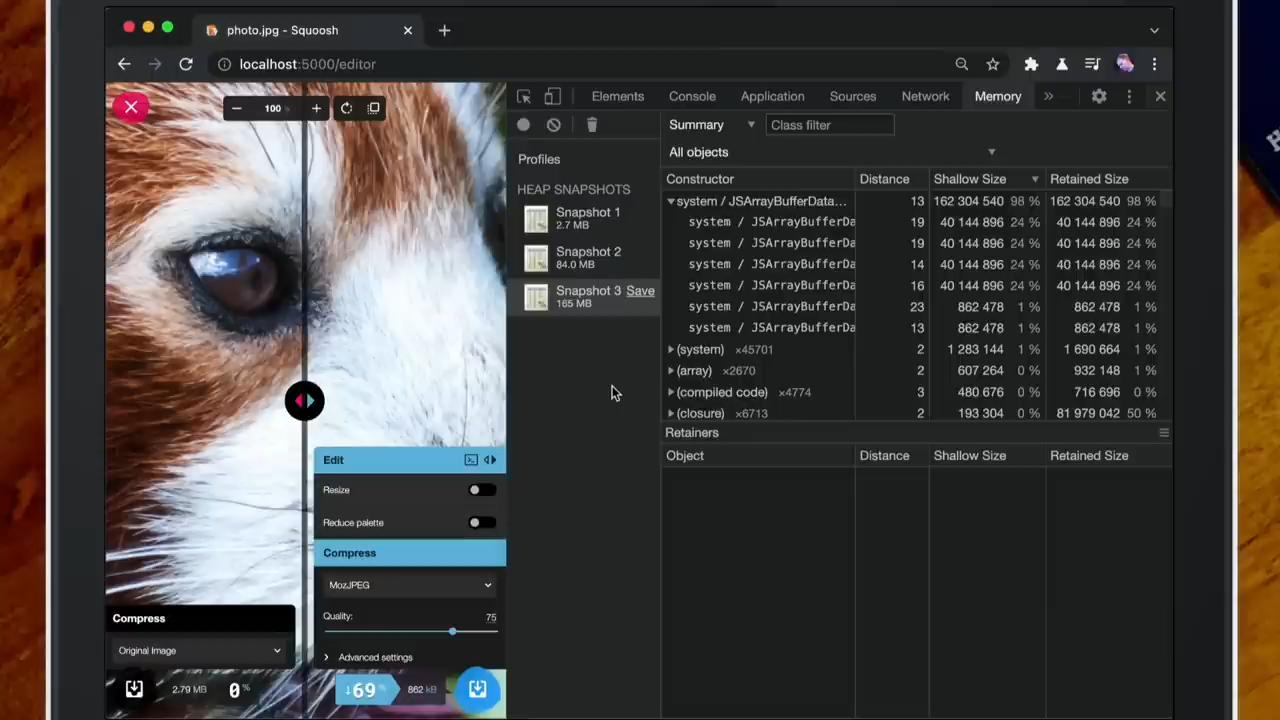 photo.jpg - Squoosh
localhost:5000/editor
100 %
Elements Console Application Sources Network Memory »
Summary Class filter
Profiles
All objects
HEAP SNAPSHOTS
Constructor Distance Shallow Size Retained Size
Snapshot 1
2.7 MB
Snapshot 2
84.0 MB
Snapshot 3 Save
165 MB
system / JSArrayBufferData... 13 162 304 540 98 % 162 304 540 98 %
system / JSArrayBufferDa 19 40 144 896 24 % 40 144 896 24 %
system / JSArrayBufferDa 19 40 144 896 24 % 40 144 896 24 %
system / JSArrayBufferDa 14 40 144 896 24 % 40 144 896 24 %
system / JSArrayBufferDa 16 40 144 896 24 % 40 144 896 24 %
system / JSArrayBufferDa 23 862 478 1 % 862 478 1 %
system / JSArrayBufferDa 13 862 478 1 % 862 478 1 %
(system) ×45701 2 1 283 144 1 % 1 690 664 1 %
(array) ×2670 2 607 264 0 % 932 148 1 %
(compiled code) ×4774 3 480 676 0 % 716 696 0 %
(closure) ×6713 2 193 304 0 % 81 979 042 50 %
Retainers
Object Distance Shallow Size Retained Size
Edit
Resize
Reduce palette
Compress
MozJPEG
Quality: 75
Advanced settings
Compress
Original Image
2.79 MB 0 %
↓69 % 862 kB